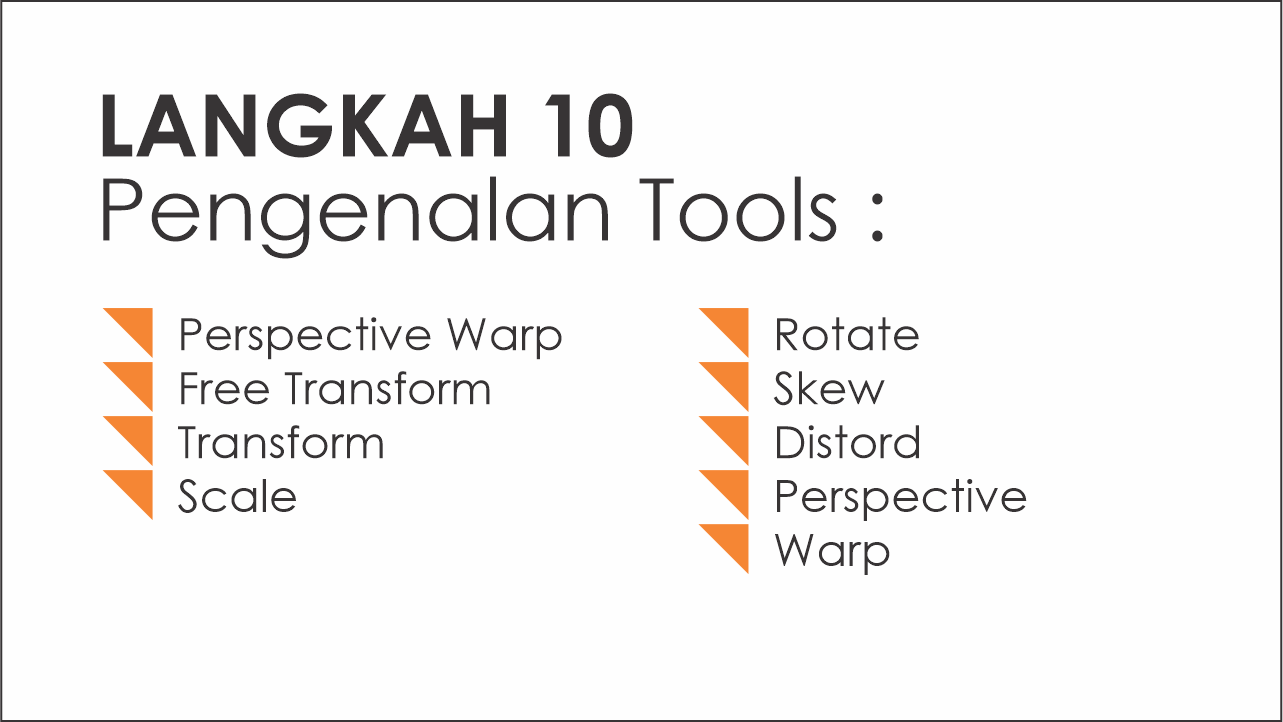 LANGKAH 10
Pengenalan Tools :
Perspective Warp
Free Transform
Transform
Scale
Rotate
Skew
Distord
Perspective
Warp